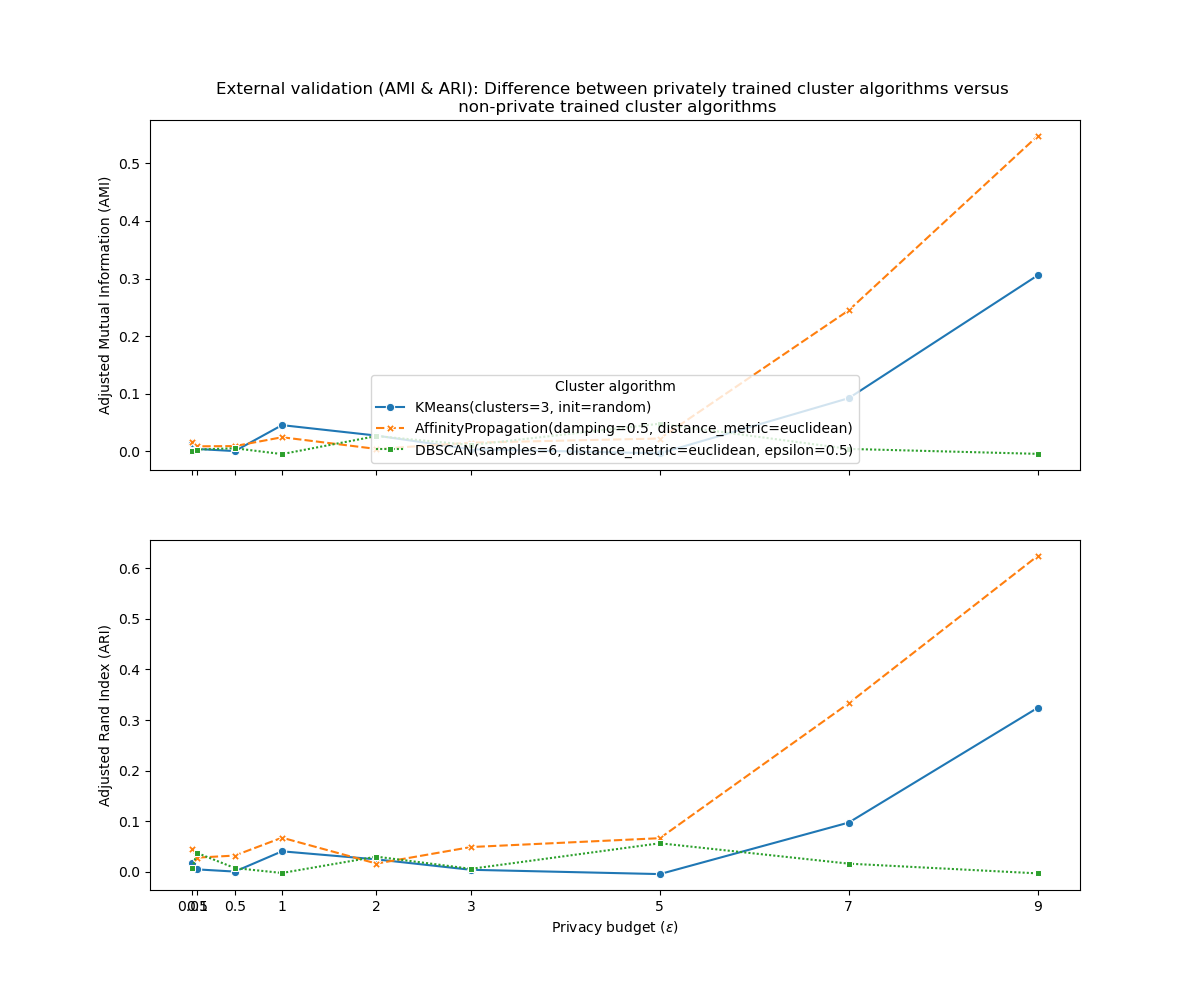 External validation (AMI & ARI): Difference between privately trained cluster algorithms versus
non-private trained cluster algorithms
Adjusted Mutual Information (AMI)
0.5
0.4
0.3
0.2
0.1
0.0
Cluster algorithm
KMeans(clusters=3, init=random)
AffinityPropagation(damping=0.5, distance_metric=euclidean)
DBSCAN(samples=6, distance_metric=euclidean, epsilon=0.5)
Adjusted Rand Index (ARI)
0.6
0.5
0.4
0.3
0.2
0.1
0.0
0.5 1 2 3 5 7 9
Privacy budget (ε)